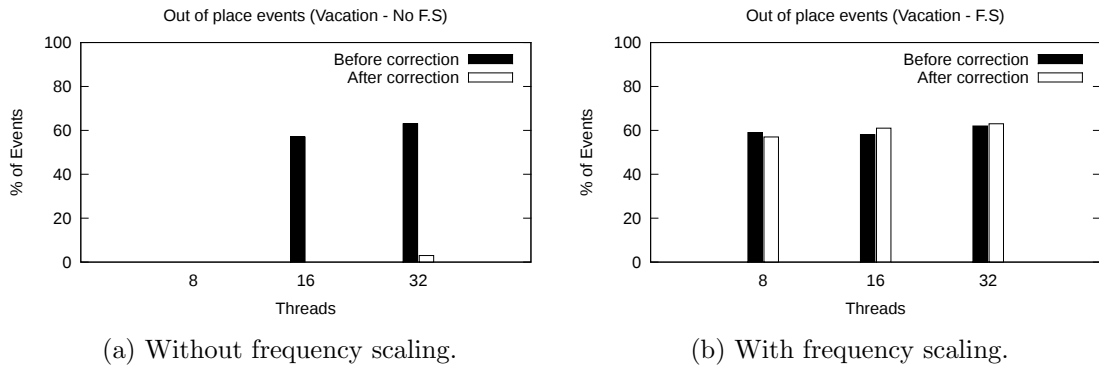 Out of place events (Vacation - No F.S)
Before correction
After correction
100
80
60
40
20
0
% of Events
8 16 32
Threads
(a) Without frequency scaling.
Out of place events (Vacation - F.S)
Before correction
After correction
100
80
60
40
20
0
% of Events
8 16 32
Threads
(b) With frequency scaling.